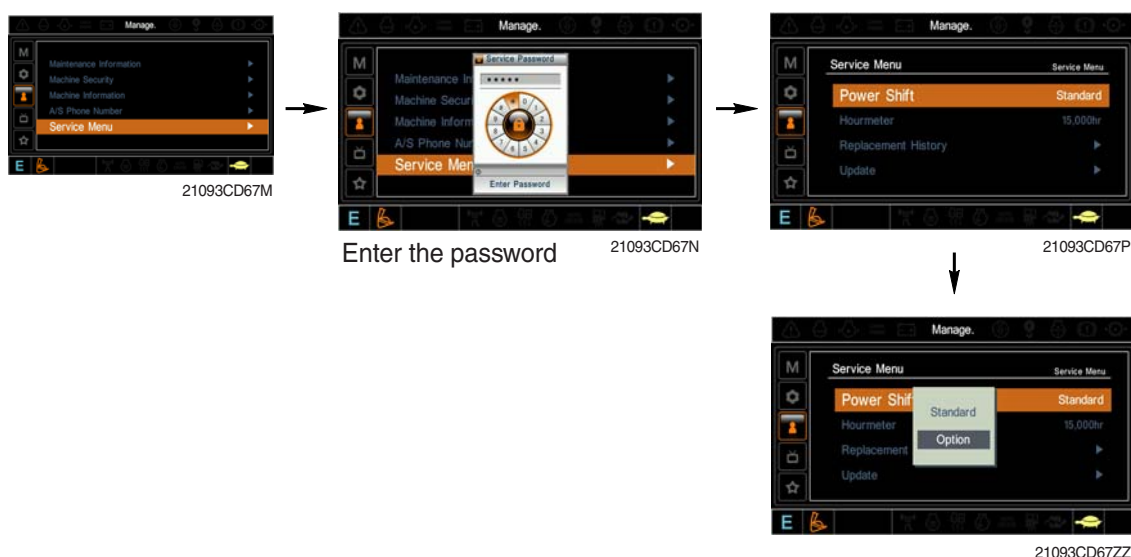 Manage.
M
Maintenance Information
Machine Security
Machine Information
A/S Phone Number
Service Menu
E
21093CD67M
Manage.
M
Service Password
*****
Maintenance In
Machine Secur
Machine Inform
A/S Phone Nur
Service Men
Enter Password
E
Enter the password
21093CD67N
Manage.
M
Service Menu Service Menu
Power Shift Standard
Hourmeter 15,000hr
Replacement History
Update
E
21093CD67P
Manage.
M
Service Menu Service Menu
Power Shif Standard
Standard
Hourmeter 15,000hr
Option
Replacement
Update
E
21093CD67ZZ